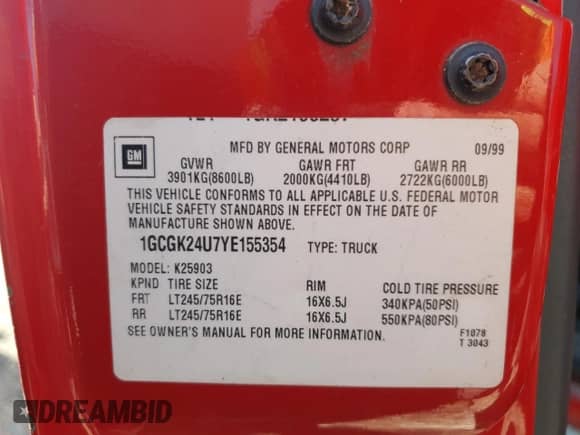 GM
MFD BY GENERAL MOTORS CORP 09/99
GVWR GAWR FRT GAWR RR
3901KG(8600LB) 2000KG(4410LB) 2722KG(6000LB)
THIS VEHICLE CONFORMS TO ALL APPLICABLE U.S. FEDERAL MOTOR
VEHICLE SAFETY STANDARDS IN EFFECT ON THE DATE OF
MANUFACTURE SHOWN ABOVE.
1GCGK24U7YE155354 TYPE: TRUCK
MODEL: K25903
KPND TIRE SIZE RIM COLD TIRE PRESSURE
FRT LT245/75R16E 16X6.5J 340KPA(50PSI)
RR LT245/75R16E 16X6.5J 550KPA(80PSI)
SEE OWNER'S MANUAL FOR MORE INFORMATION.
F1078
T 3043
DREAMBID